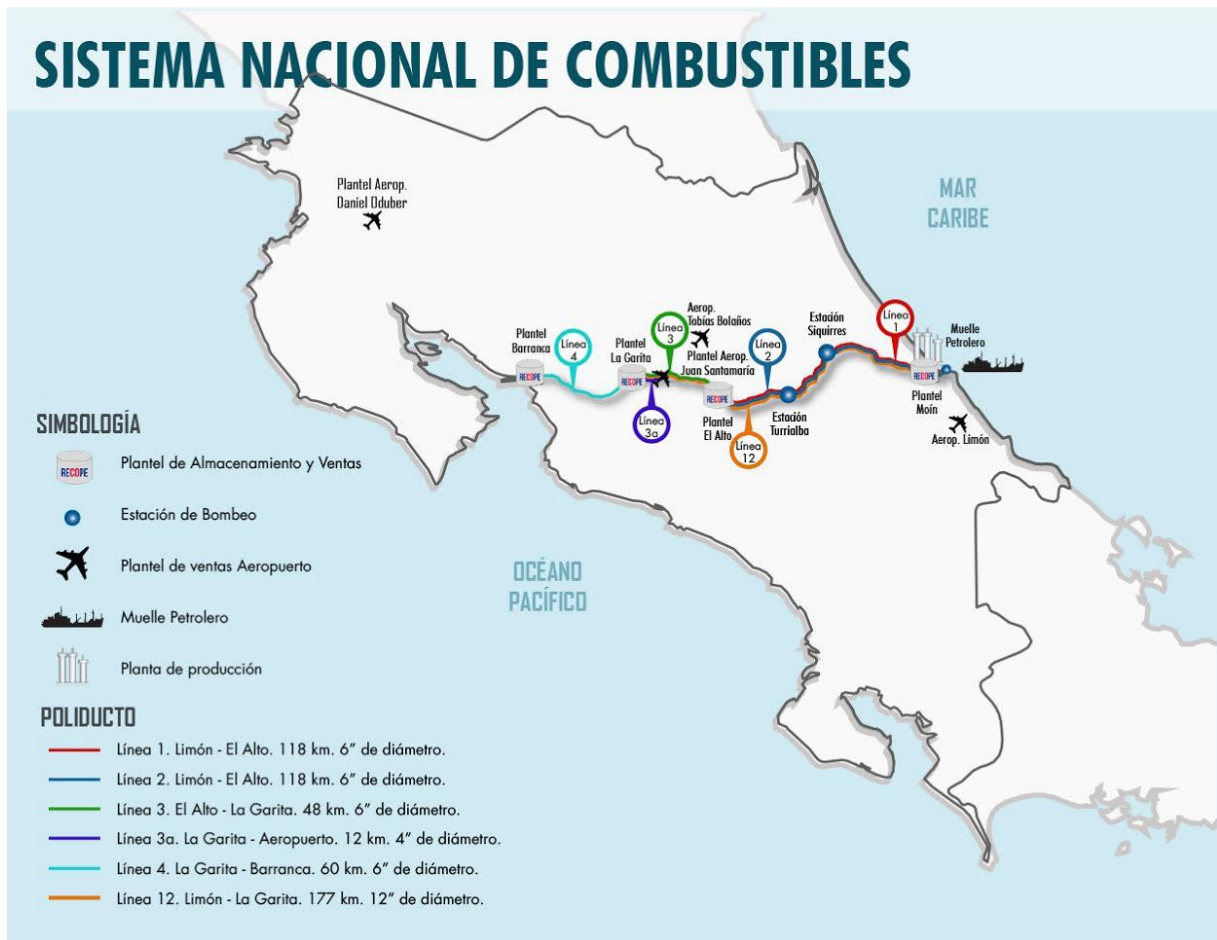 SISTEMA NACIONAL DE COMBUSTIBLES
Plantel Aerop.
Daniel Oduber
MAR
CARIBE
Plantel
Barranca
Línea
4
Plantel
La Garita
Línea
3
Aerop.
Tobías Bolaños
Plantel Aerop.
Juan Santamaría
Línea
2
Estación
Siquirres
Línea
1
Muelle
Petrolero
RECOPE
RECOPE
RECOPE
RECOPE
Línea
3a
Plantel
El Alto
Línea
12
Estación
Turrialba
Plantel
Moín
Aerop. Limón
OCÉANO
PACÍFICO
SIMBOLOGÍA
RECOPE
Plantel de Almacenamiento y Ventas
Estación de Bombeo
Plantel de ventas Aeropuerto
Muelle Petrolero
Planta de producción
POLIDUCTO
Línea 1. Limón - El Alto. 118 km. 6” de diámetro.
Línea 2. Limón - El Alto. 118 km. 6” de diámetro.
Línea 3. El Alto - La Garita. 48 km. 6” de diámetro.
Línea 3a. La Garita - Aeropuerto. 12 km. 4” de diámetro.
Línea 4. La Garita - Barranca. 60 km. 6” de diámetro.
Línea 12. Limón - La Garita. 177 km. 12” de diámetro.